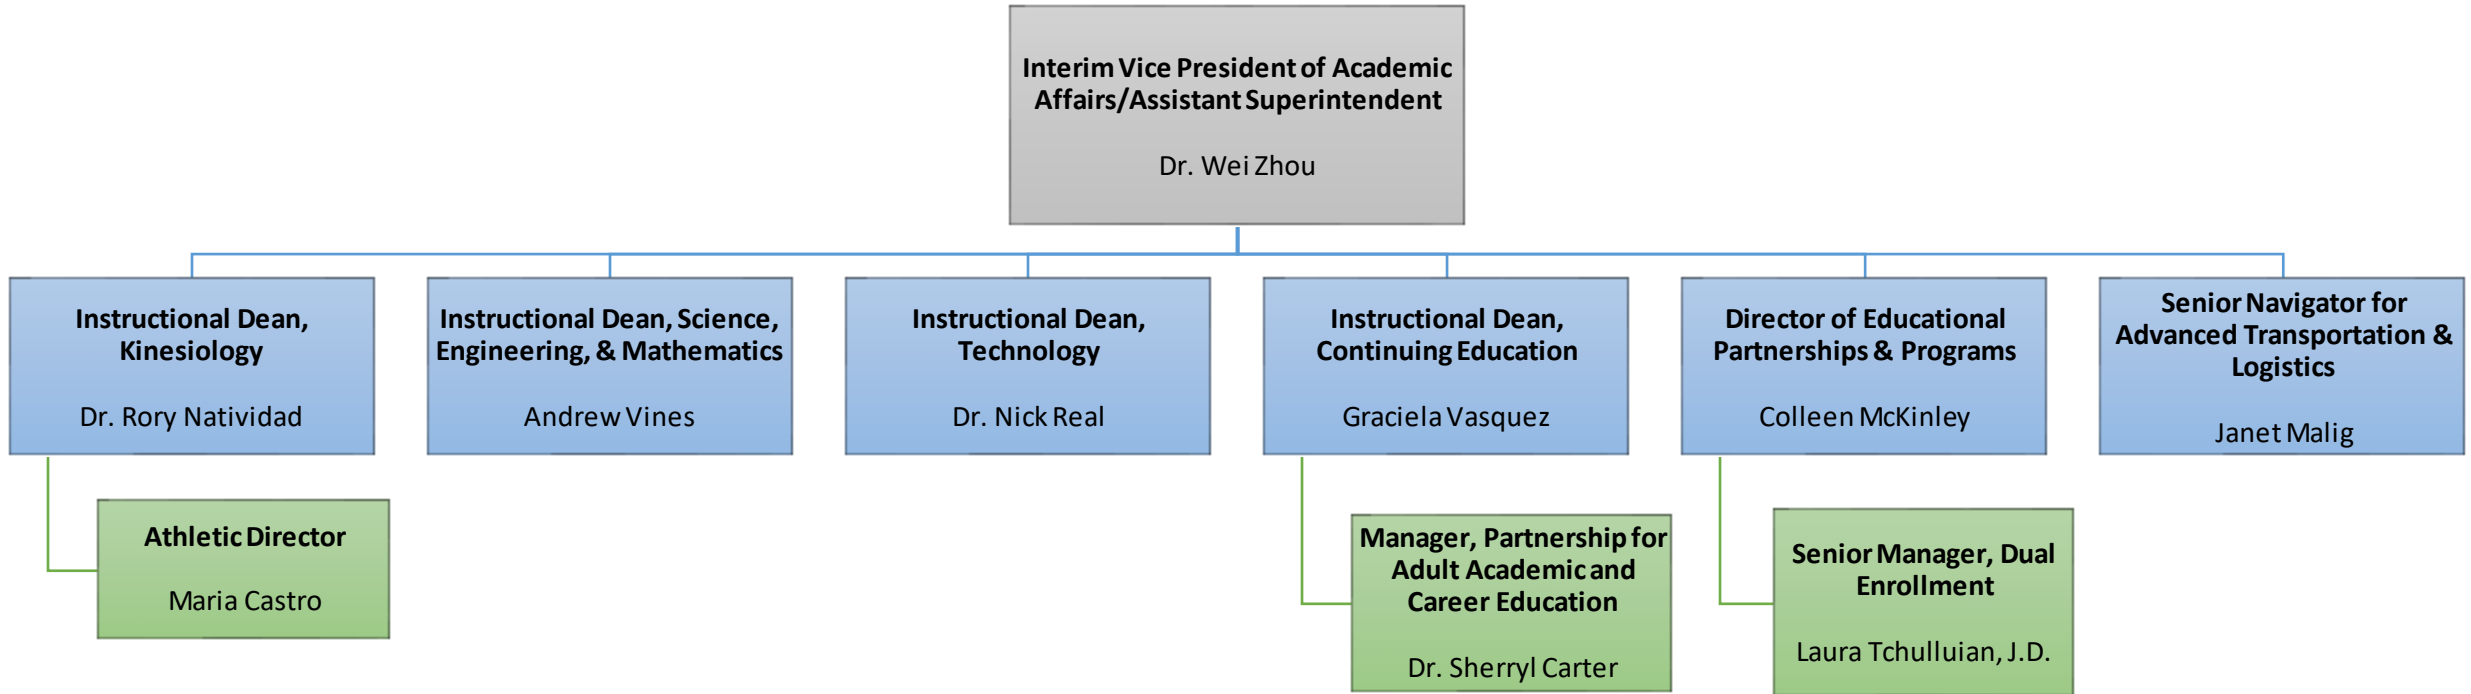 Interim Vice President of Academic
Affairs/Assistant Superintendent
Dr. Wei Zhou
Instructional Dean,
Kinesiology
Dr. Rory Natividad
Instructional Dean, Science,
Engineering, & Mathematics
Andrew Vines
Instructional Dean,
Technology
Dr. Nick Real
Instructional Dean,
Continuing Education
Graciela Vasquez
Director of Educational
Partnerships & Programs
Colleen McKinley
Senior Navigator for
Advanced Transportation &
Logistics
Janet Malig
Athletic Director
Maria Castro
Manager, Partnership for
Adult Academic and
Career Education
Dr. Sherryl Carter
Senior Manager, Dual
Enrollment
Laura Tchulluian, J.D.